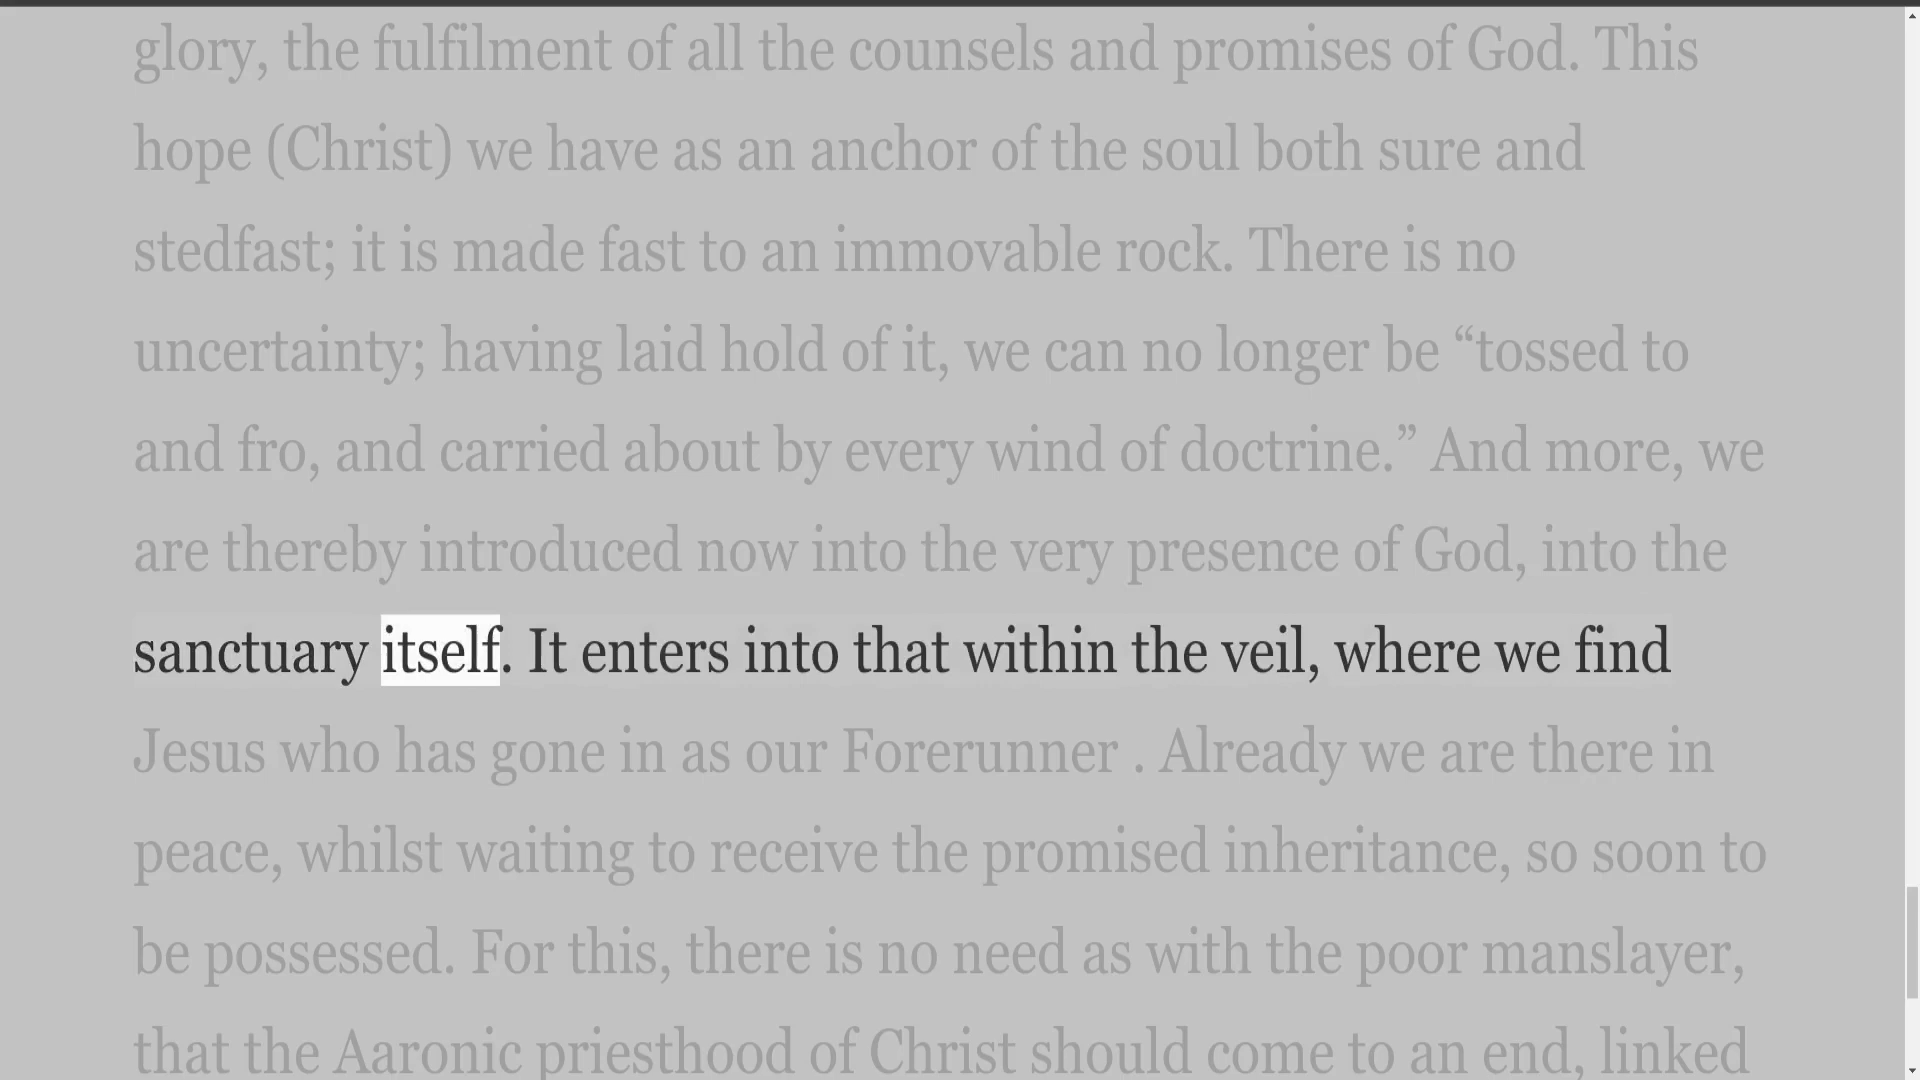 glory, the fulfilment of all the counsels and promises of God. This
hope (Christ) we have as an anchor of the soul both sure and
stedfast; it is made fast to an immovable rock. There is no
uncertainty; having laid hold of it, we can no longer be “tossed to
and fro, and carried about by every wind of doctrine.” And more, we
are thereby introduced now into the very presence of God, into the
sanctuary itself. It enters into that within the veil, where we find
Jesus who has gone in as our Forerunner . Already we are there in
peace, whilst waiting to receive the promised inheritance, so soon to
be possessed. For this, there is no need as with the poor manslayer,
that the Aaronic priesthood of Christ should come to an end, linked